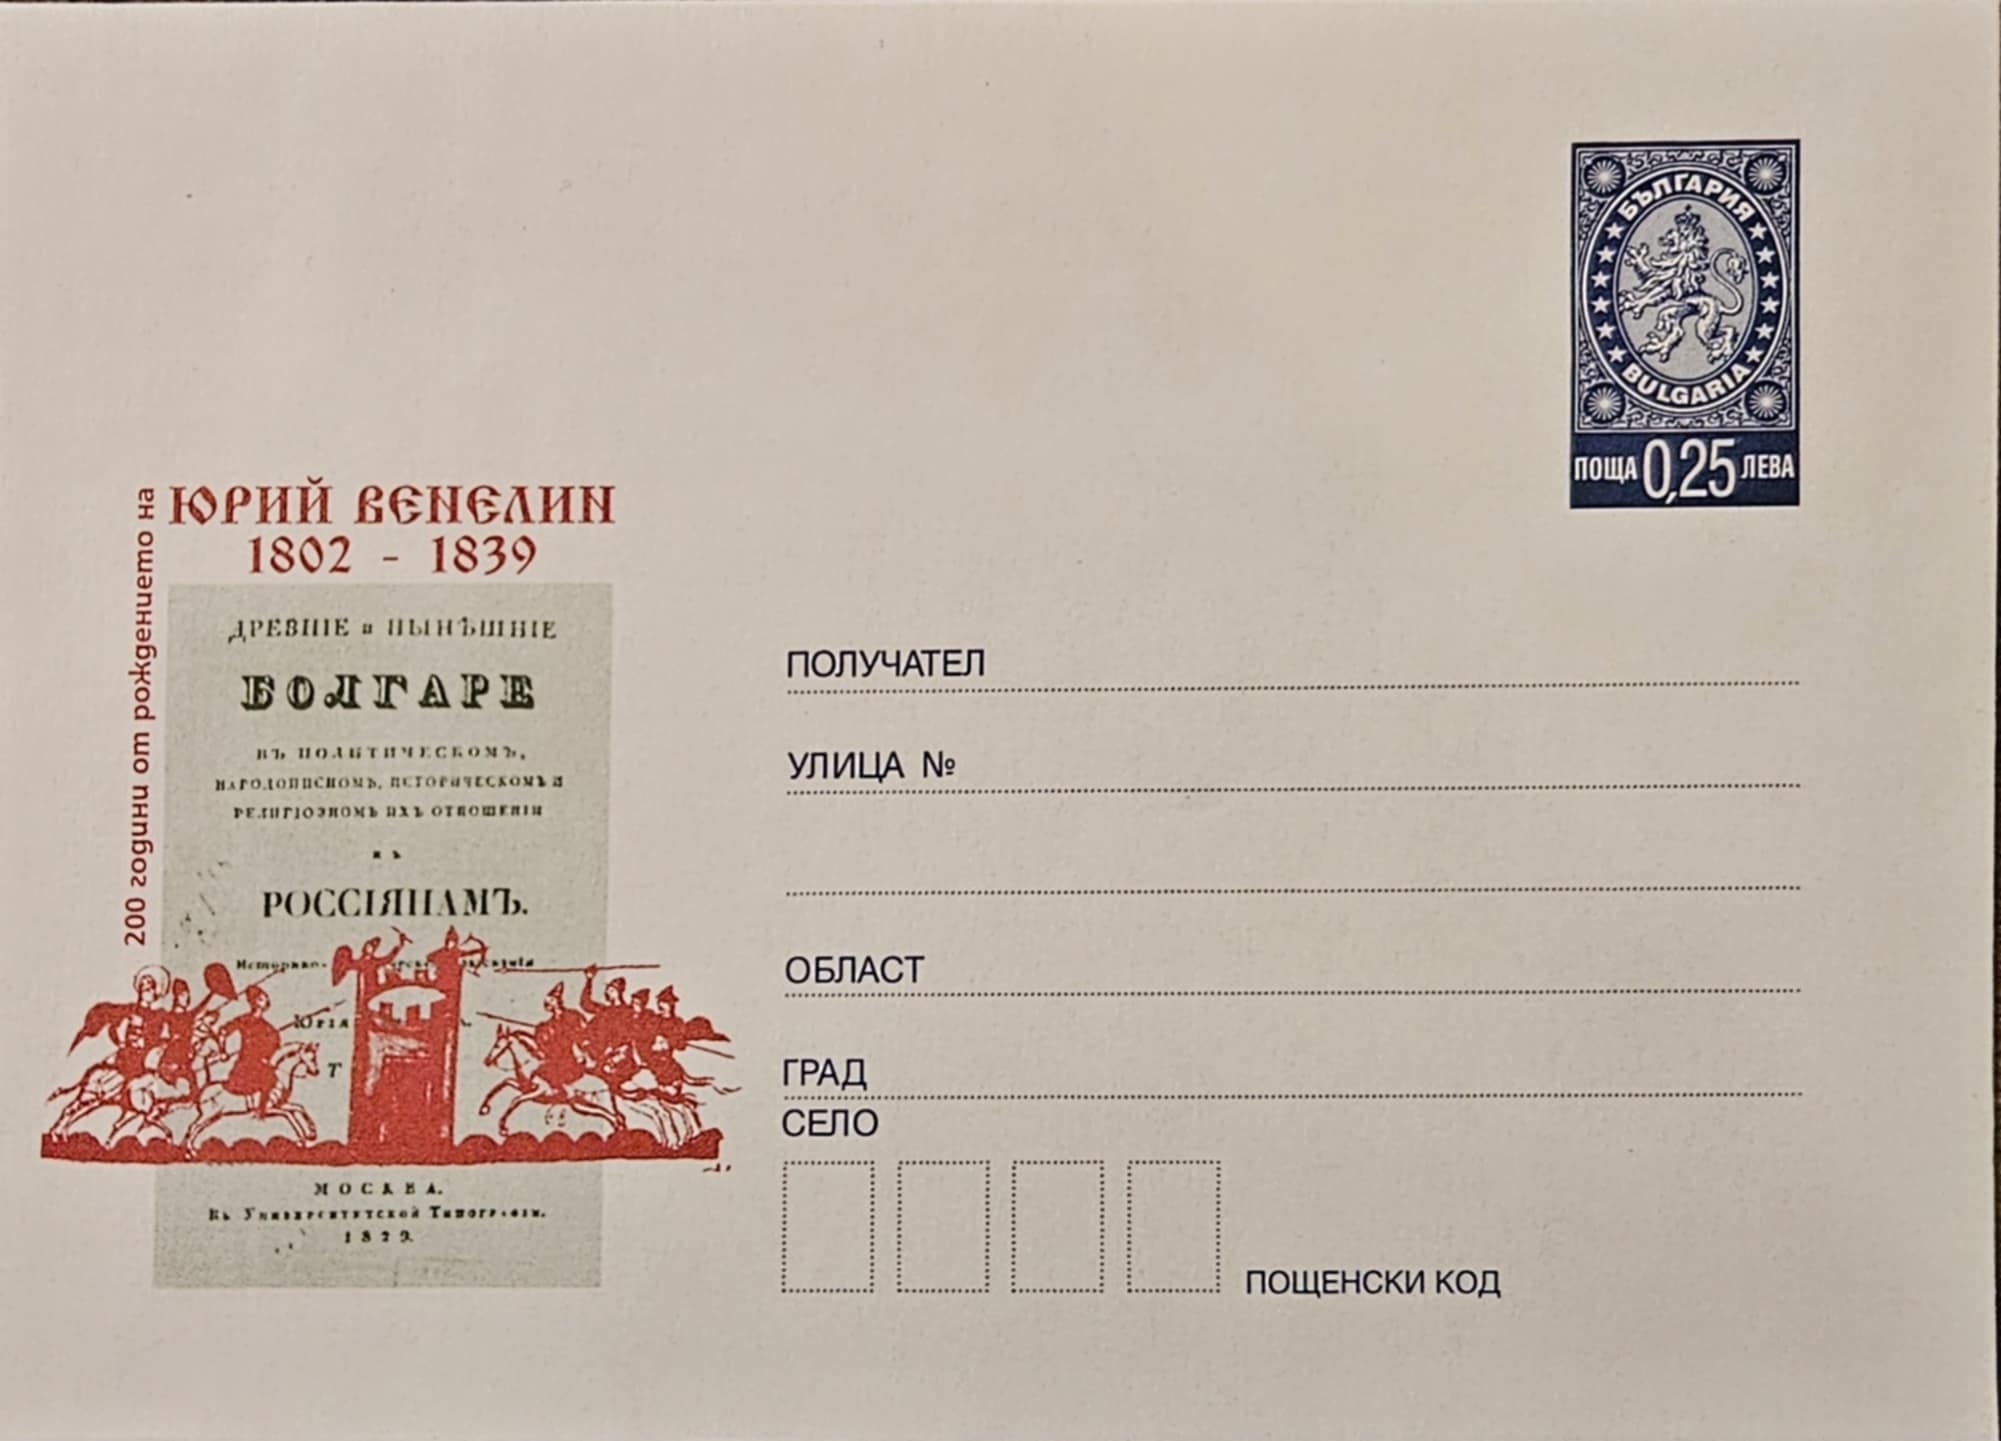 БЪЛГАРИЯ
BULGARIA
ПОЩА 0,25 ЛЕВА
200 години от рождението на
ЮРИЙ ВЕНЕЛИН
1802 - 1839
ДРЕВНІЕ и НЫНѢШНІЕ
БОЛГАРЕ
ВЪ ПОЛИТИЧЕСКОМЪ,
НАРОДОПИСНОМЪ, ИСТОРИЧЕСКОМЪ И
РЕЛИГІОЗНОМЪ ИХЪ ОТНОШЕНІИ
КЪ
РОССІЯНАМЪ.
Историко-
Юрія
МОСКВА.
Въ Университетской Типографіи.
1829.
ПОЛУЧАТЕЛ
УЛИЦА №
ОБЛАСТ
ГРАД
СЕЛО
ПОЩЕНСКИ КОД